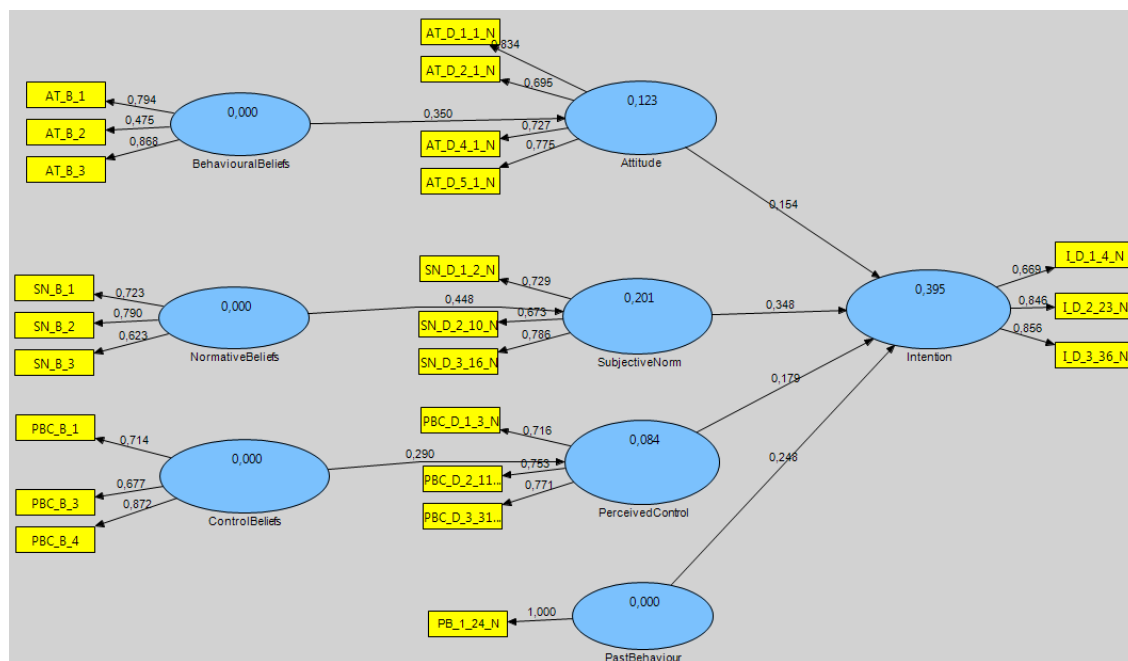 AT_D_1_1_N
0,834
AT_D_2_1_N
0,695
AT_B_1
0,794
AT_B_2
0,475
AT_B_3
0,868
0,000
BehaviouralBeliefs
0,350
0,123
Attitude
AT_D_4_1_N
0,727
AT_D_5_1_N
0,775
0,154
SN_B_1
0,723
SN_B_2
0,790
SN_B_3
0,623
0,000
NormativeBeliefs
0,448
SN_D_1_2_N
0,729
SN_D_2_10_N
0,673
SN_D_3_16_N
0,786
0,201
SubjectiveNorm
0,348
0,395
Intention
I_D_1_4_N
0,669
I_D_2_23_N
0,846
I_D_3_36_N
0,856
PBC_B_1
0,714
PBC_B_3
0,677
PBC_B_4
0,872
0,000
ControlBeliefs
0,290
PBC_D_1_3_N
0,716
PBC_D_2_11...
0,753
PBC_D_3_31...
0,771
0,084
PerceivedControl
0,179
0,248
PB_1_24_N
1,000
0,000
PastBehaviour